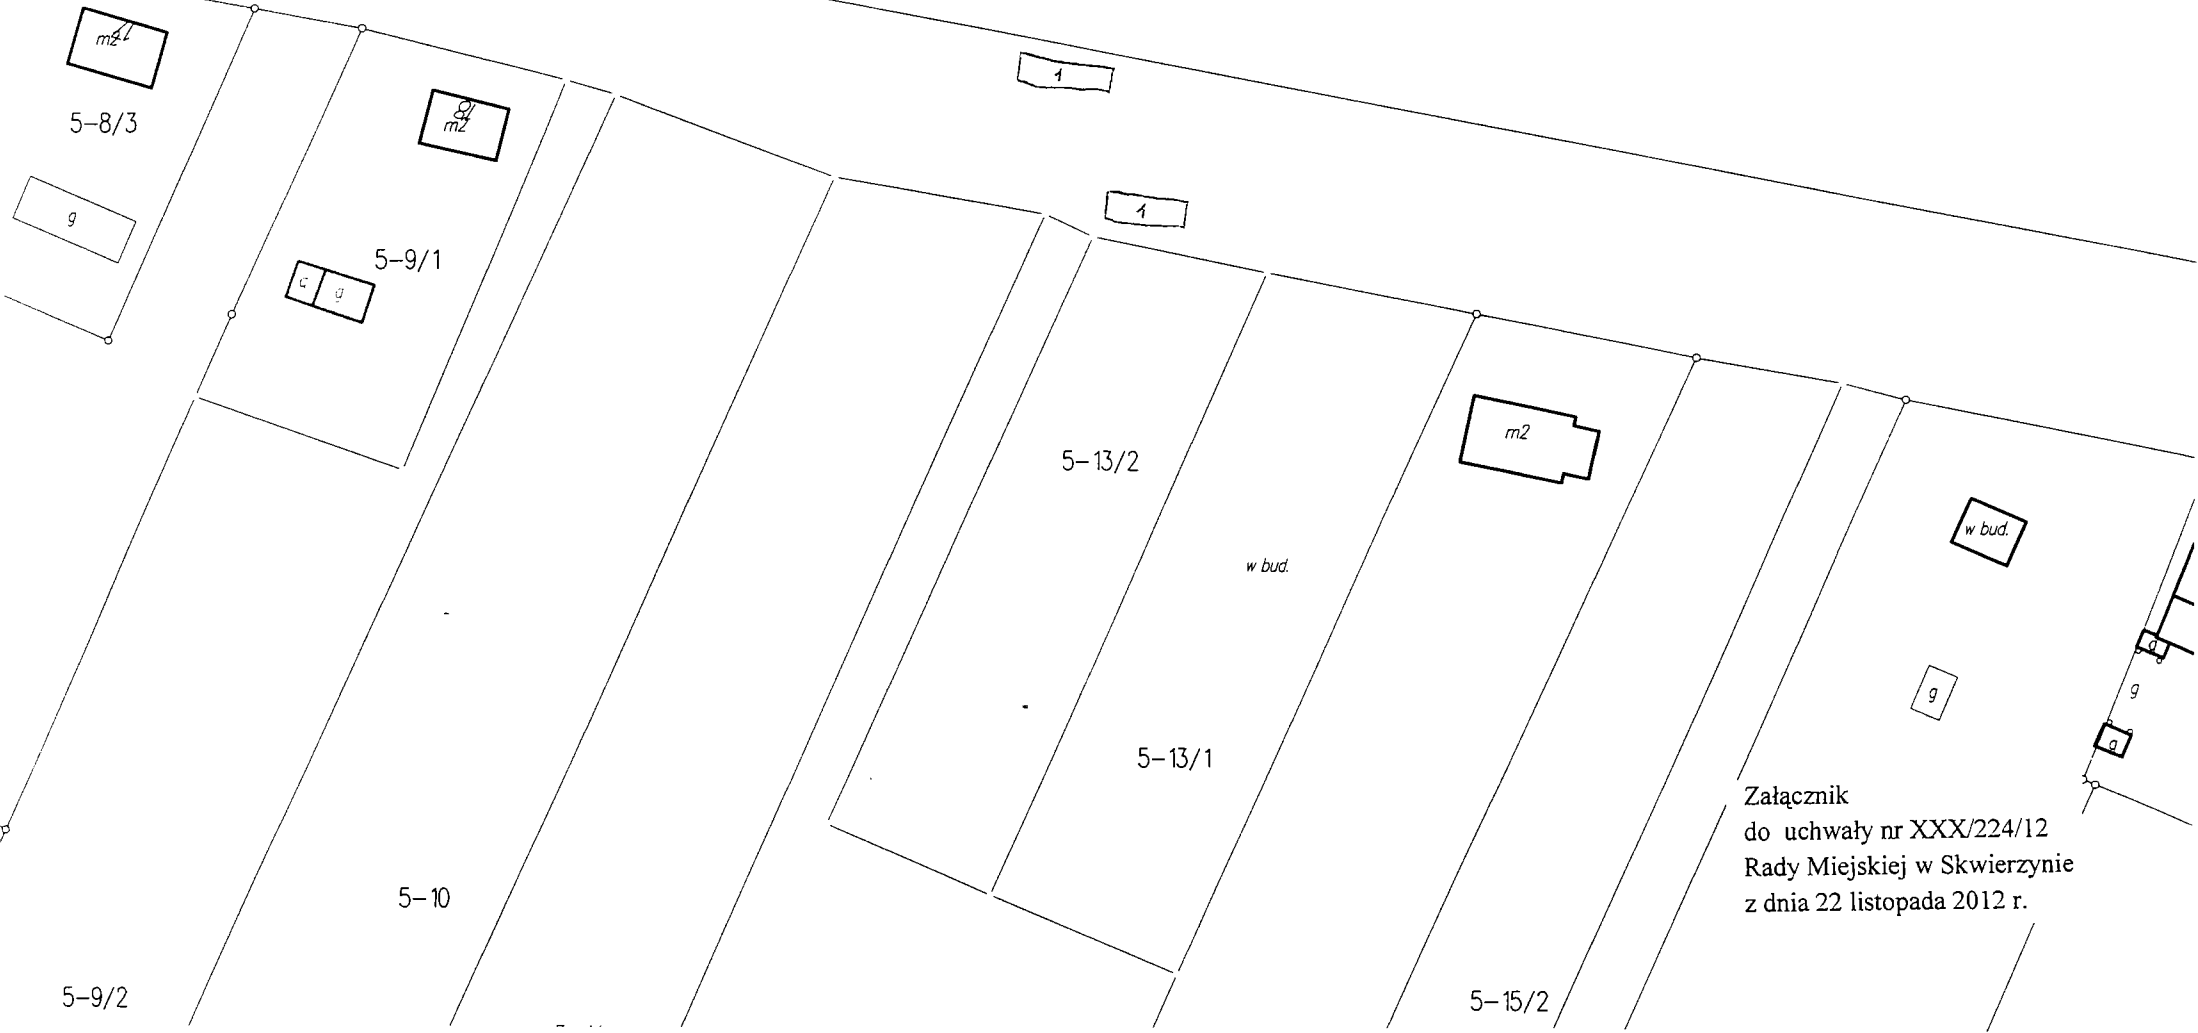 m2
5-8/3
m2
1
1
g
5-9/1
g
5-13/2
m2
w bud.
w bud.
g
g
5-13/1
g
Załącznik
do uchwały nr XXX/224/12
Rady Miejskiej w Skwierzynie
z dnia 22 listopada 2012 r.
5-10
5-9/2
5-15/2